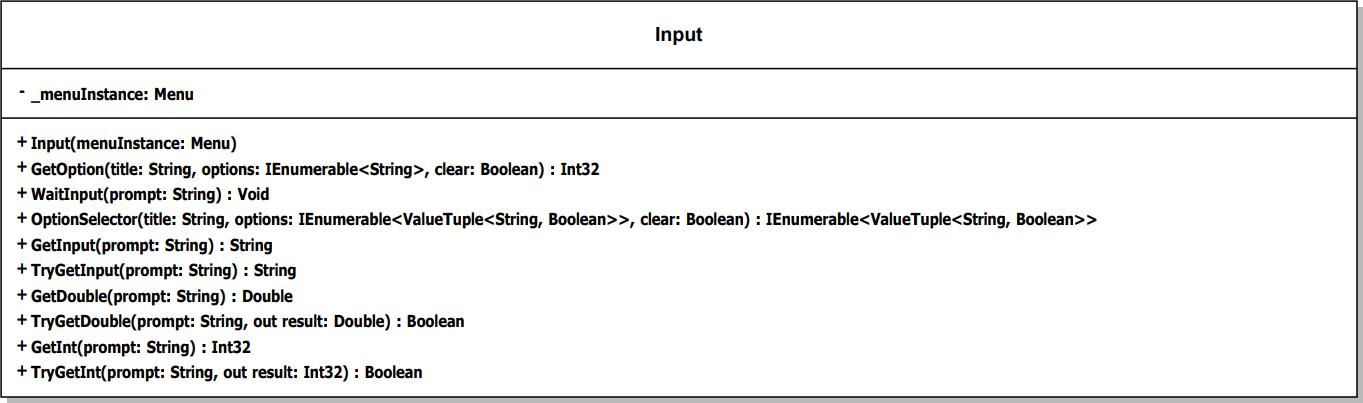 Input
- _menuInstance: Menu
+ Input(menuInstance: Menu)
+ GetOption(title: String, options: IEnumerable<String>, clear: Boolean) : Int32
+ WaitInput(prompt: String) : Void
+ OptionSelector(title: String, options: IEnumerable<ValueTuple<String, Boolean>>, clear: Boolean) : IEnumerable<ValueTuple<String, Boolean>>
+ GetInput(prompt: String) : String
+ TryGetInput(prompt: String) : String
+ GetDouble(prompt: String) : Double
+ TryGetDouble(prompt: String, out result: Double) : Boolean
+ GetInt(prompt: String) : Int32
+ TryGetInt(prompt: String, out result: Int32) : Boolean